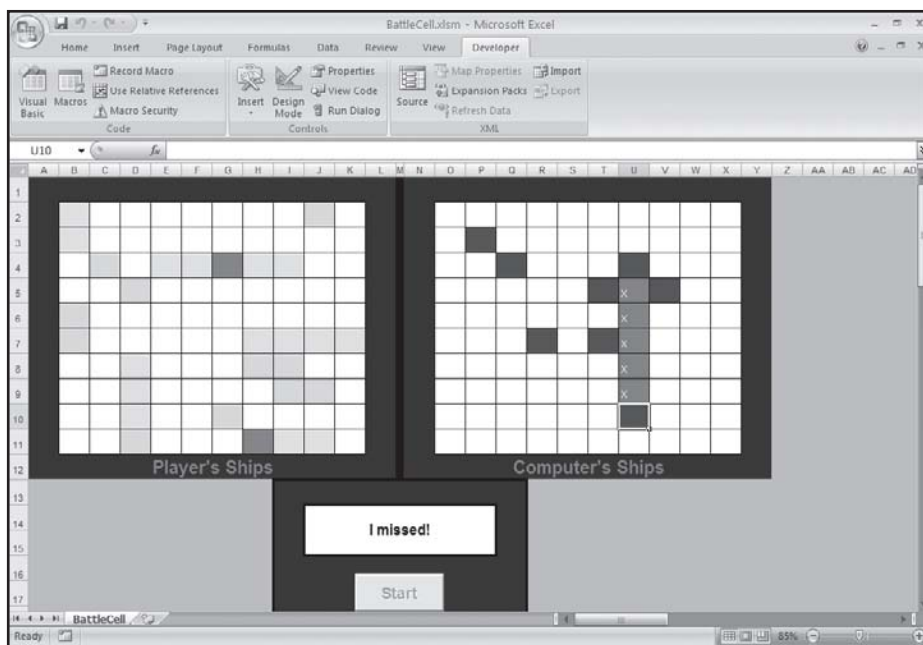 BattleCell.xlsm - Microsoft Excel
Home Insert Page Layout Formulas Data Review View Developer
Visual Basic
Macros
Record Macro
Use Relative References
Macro Security
Code
Insert
Design Mode
Properties
View Code
Run Dialog
Controls
Source
Map Properties
Expansion Packs
Refresh Data
Import
Export
XML
U10 fx
A B C D E F G H I J K L M N O P Q R S T U V W X Y Z AA AB AC AD
1
2
3
4
5 X
6 X
7 X
8 X
9 X
10
11
12 Player's Ships Computer's Ships
13
14 I missed!
15
16
17 Start
BattleCell
Ready 85%